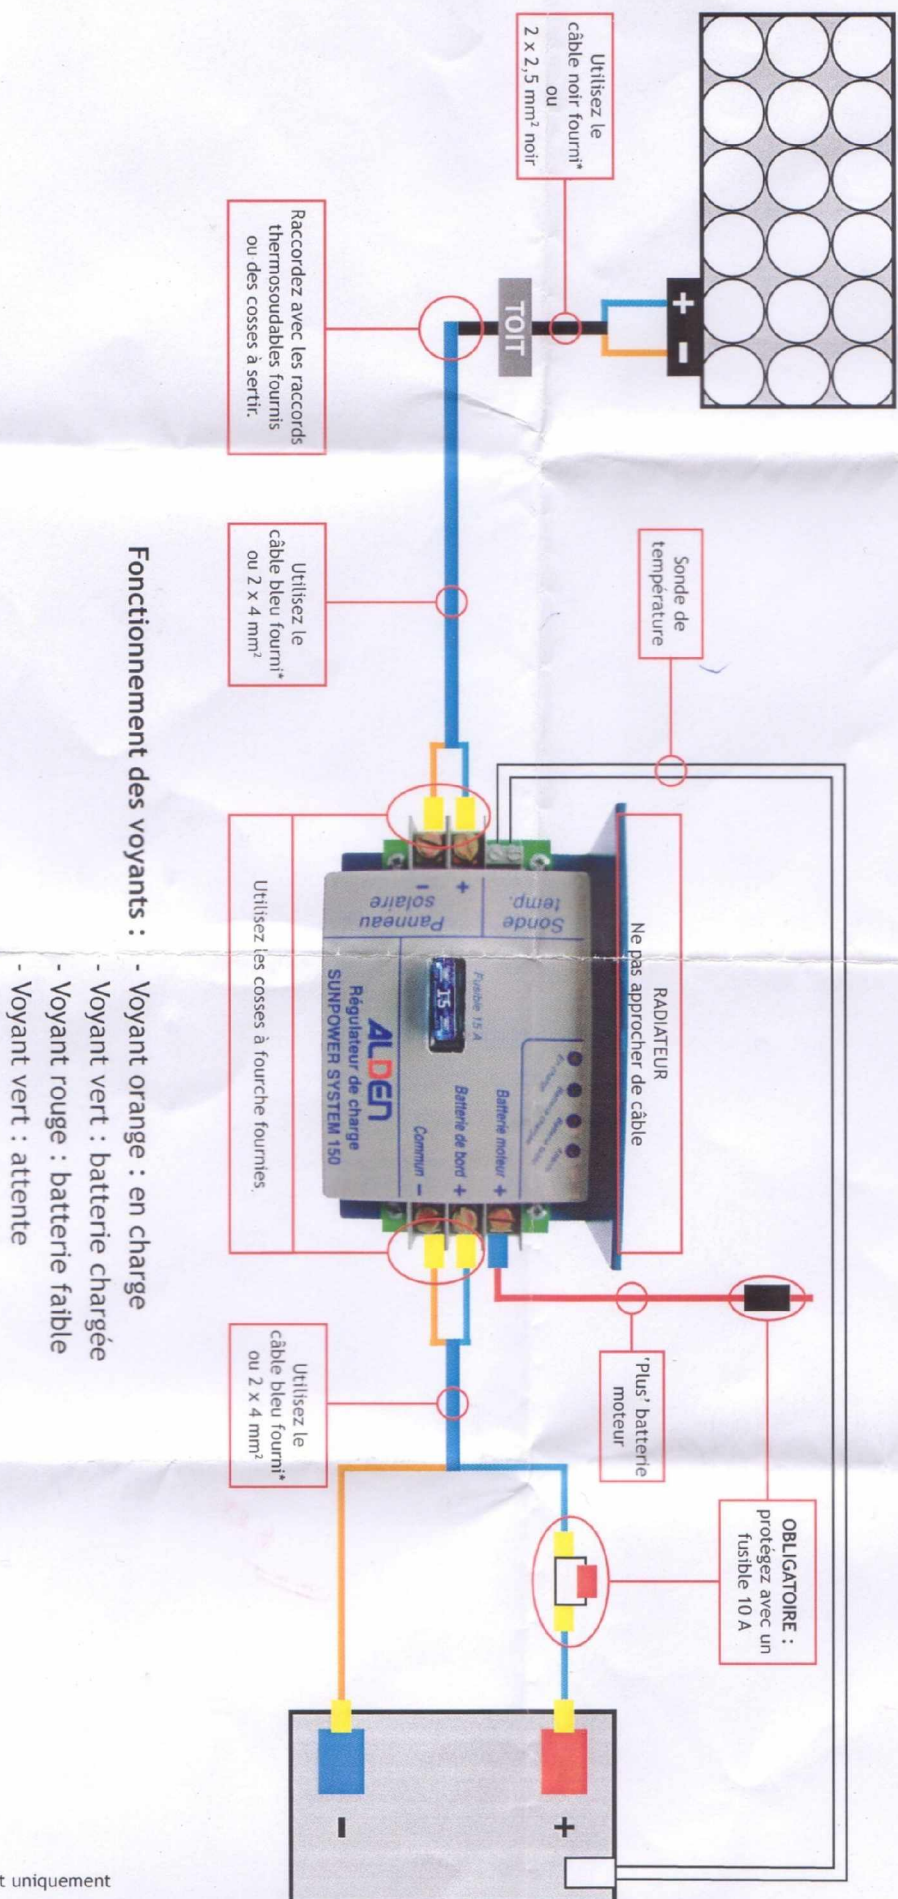 Utilisez le
câble noir fourni*
ou
2 x 2,5 mm² noir
+ -
TOIT
Raccordez avec les raccords
thermosoudables fournis
ou des cosses à sertir.
Utilisez le
câble bleu fourni*
ou 2 x 4 mm²
Sonde de
température
RADIATEUR
Ne pas approcher de câble
Sonde
temp.
Panneau
solaire
+
-
Fusible 15 A
15
ALDEN
Régulateur de charge
SUNPOWER SYSTEM 150
Batterie moteur +
Batterie de bord +
Commun -
Utilisez les cosses à fourche fournies.
'Plus' batterie
moteur
OBLIGATOIRE :
protégez avec un
fusible 10 A
Utilisez le
câble bleu fourni*
ou 2 x 4 mm²
+
-
Fonctionnement des voyants : - Voyant orange : en charge
- Voyant vert : batterie chargée
- Voyant rouge : batterie faible
- Voyant vert : attente
t uniquement